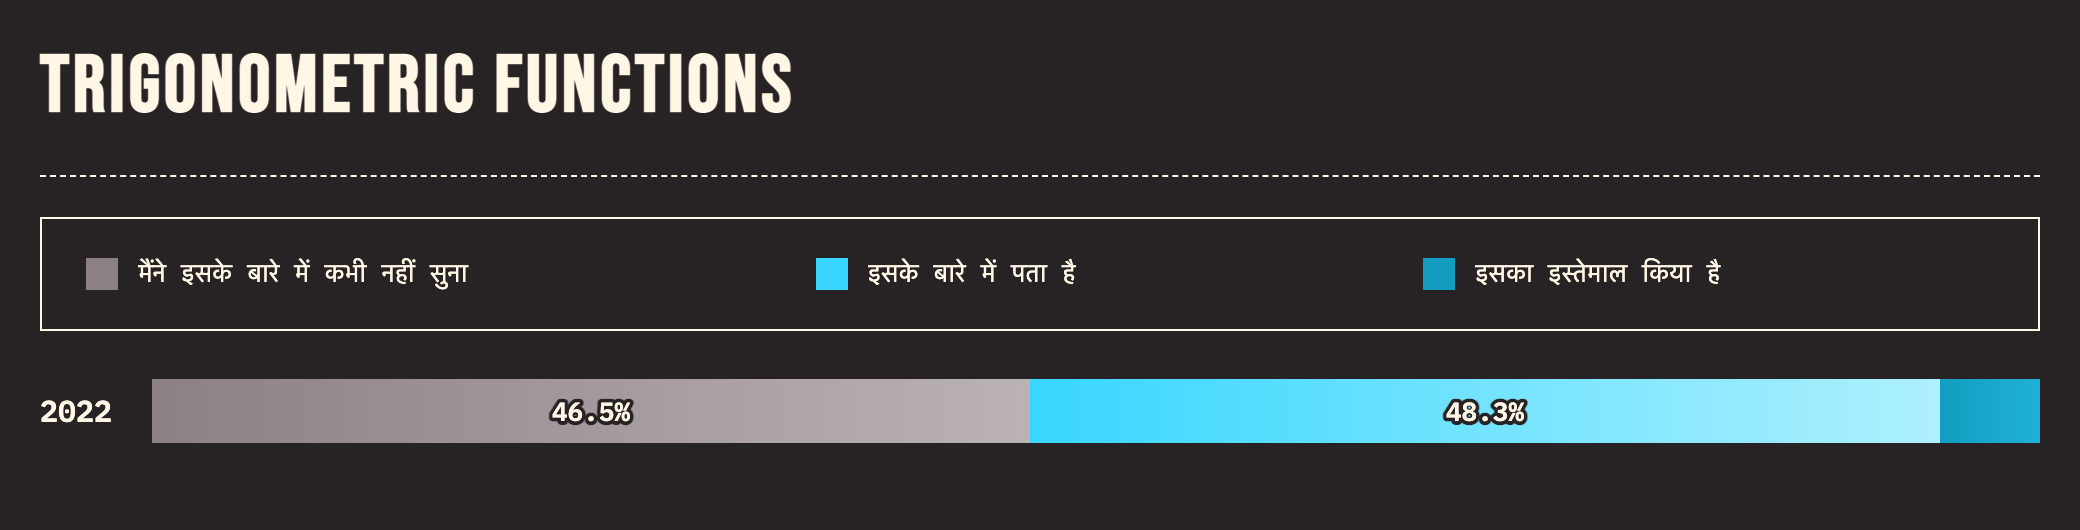 TRIGONOMETRIC FUNCTIONS
मैंने इसके बारे में कभी नहीं सुना
इसके बारे में पता है
इसका इस्तेमाल किया है
2022 46.5% 48.3%